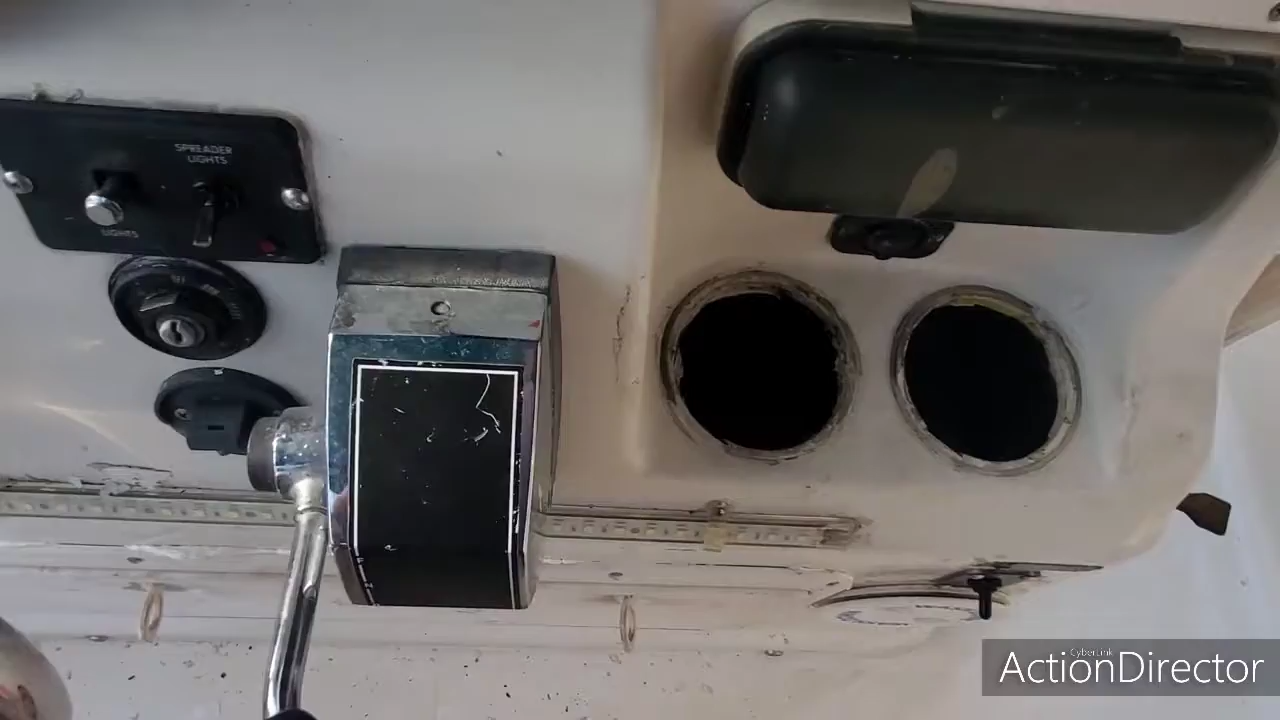 SPREADER
LIGHTS
LIGHTS
CyberLink
ActionDirector